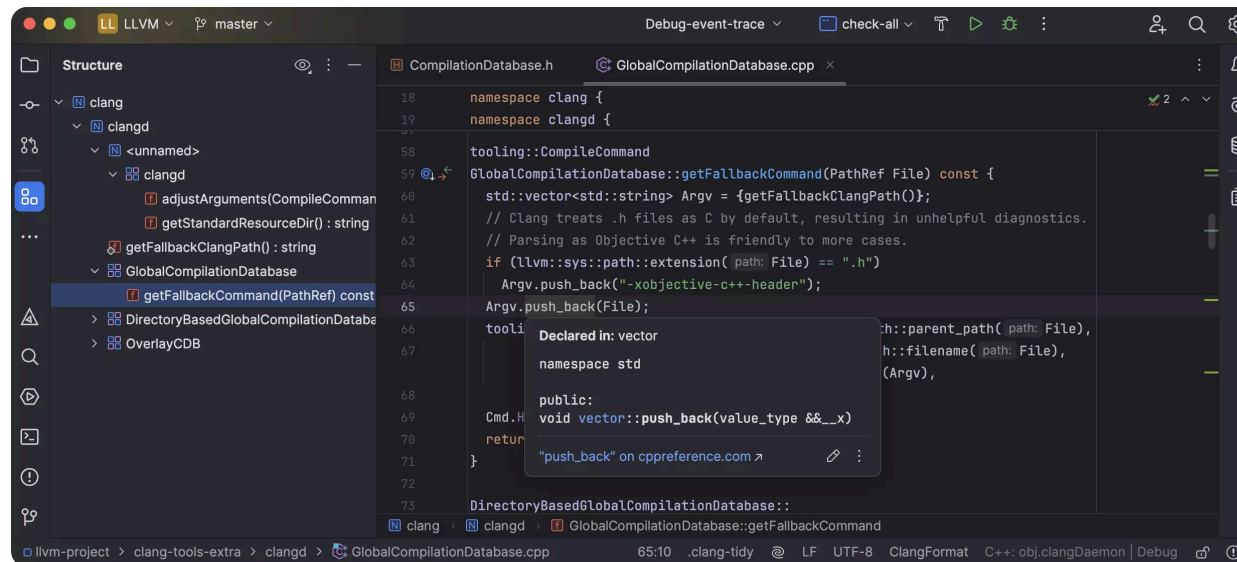 LL LLVM master Debug-event-trace check-all
Structure
CompilationDatabase.h GlobalCompilationDatabase.cpp
clang
clangd
<unnamed>
clangd
adjustArguments(CompileComman
getStandardResourceDir() : string
getFallbackClangPath() : string
GlobalCompilationDatabase
getFallbackCommand(PathRef) const
DirectoryBasedGlobalCompilationDataba
OverlayCDB
18 namespace clang { 2
19 namespace clangd {
57
58 tooling::CompileCommand
59 GlobalCompilationDatabase::getFallbackCommand(PathRef File) const {
60 std::vector<std::string> Argv = {getFallbackClangPath()};
61 // Clang treats .h files as C by default, resulting in unhelpful diagnostics.
62 // Parsing as Objective C++ is friendly to more cases.
63 if (llvm::sys::path::extension( path: File) == ".h")
64 Argv.push_back("-xobjective-c++-header");
65 Argv.push_back(File);
66 tooli h::parent_path( path: File),
67 h::filename( path: File),
(Argv),
68
69 Cmd.H
70 retur
71 }
72
73 DirectoryBasedGlobalCompilationDatabase::
Declared in: vector
namespace std
public:
void vector::push_back(value_type &&__x)
"push_back" on cppreference.com
clang clangd GlobalCompilationDatabase::getFallbackCommand
llvm-project > clang-tools-extra > clangd > GlobalCompilationDatabase.cpp 65:10 .clang-tidy LF UTF-8 ClangFormat C++: obj.clangDaemon | Debug